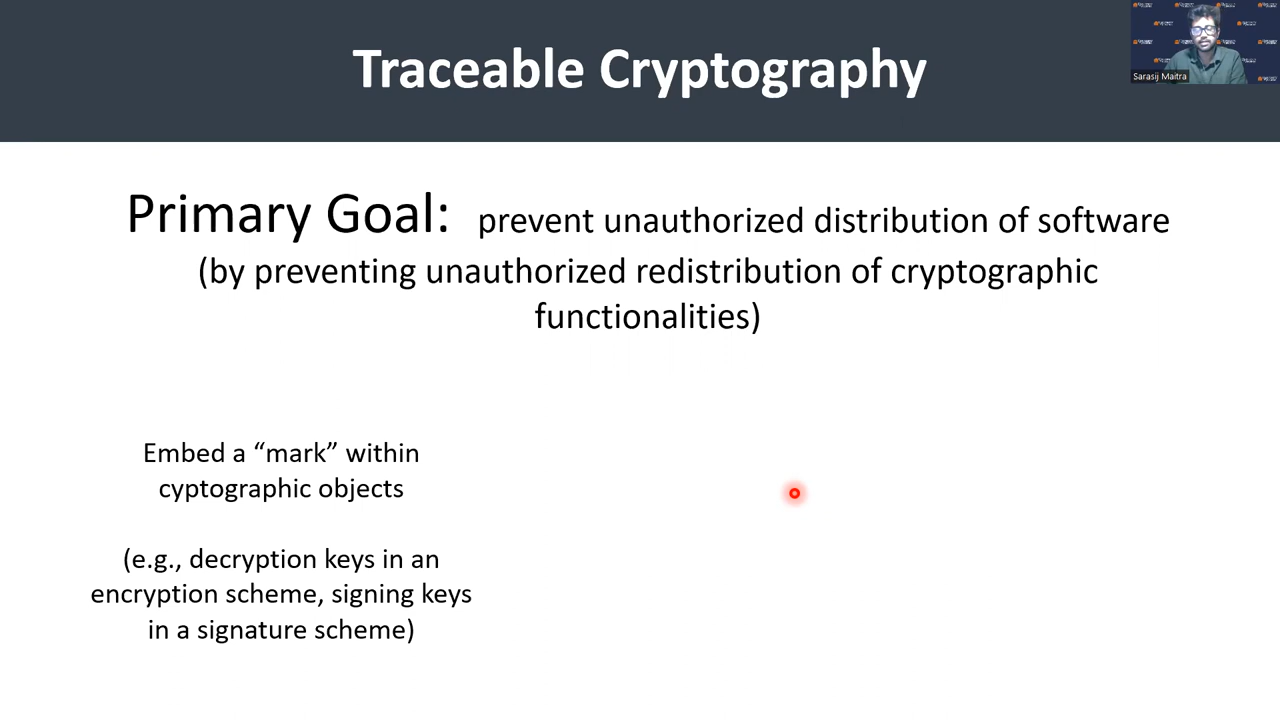 Traceable Cryptography
Sarasij Maitra
Primary Goal: prevent unauthorized distribution of software
(by preventing unauthorized redistribution of cryptographic
functionalities)
Embed a “mark” within
cyptographic objects
(e.g., decryption keys in an
encryption scheme, signing keys
in a signature scheme)